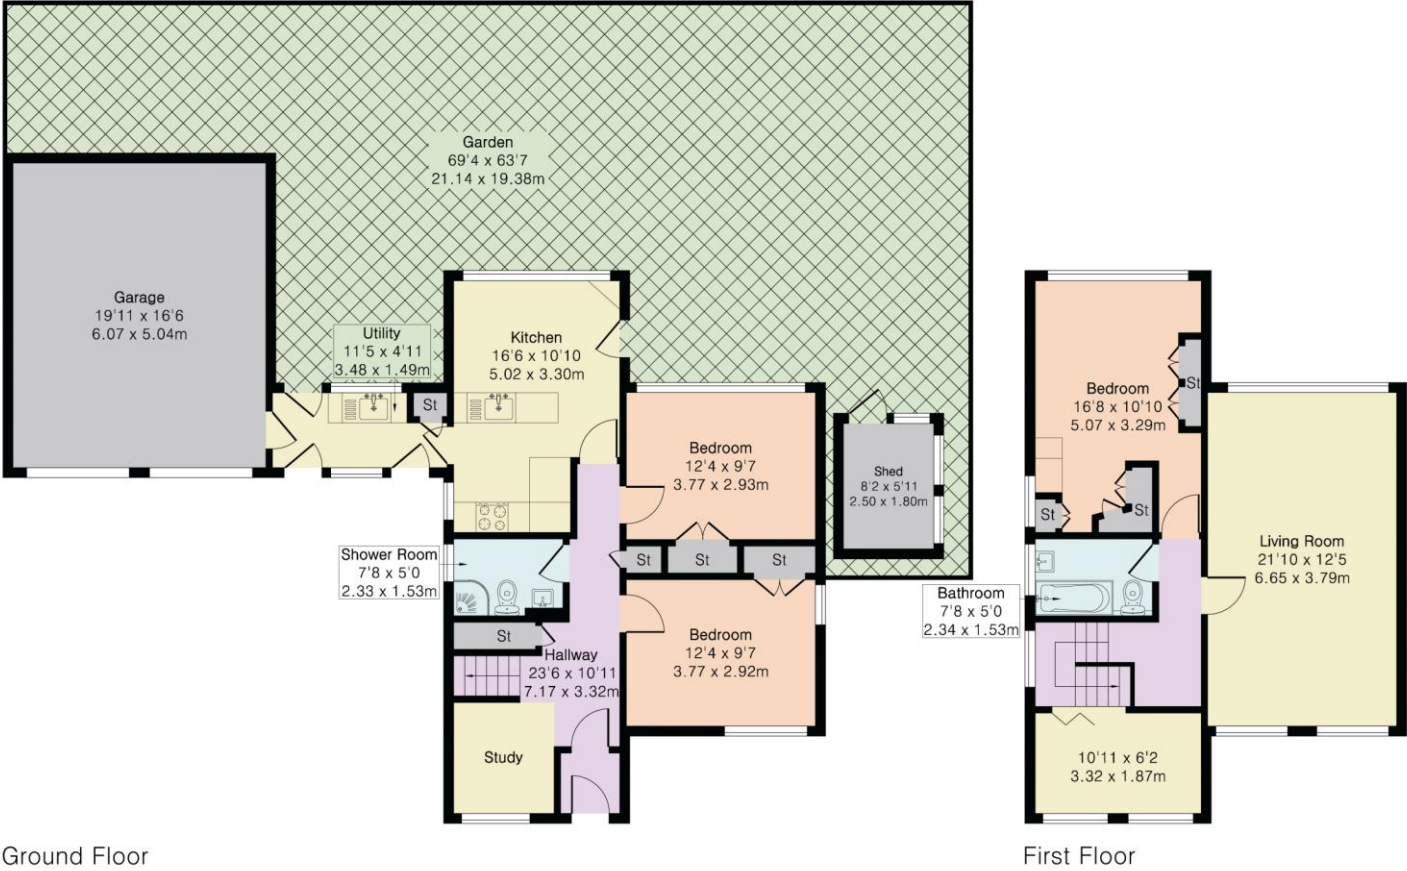 Garden
69'4 x 63'7
21.14 x 19.38m
Garage
19'11 x 16'6
6.07 x 5.04m
Utility
11'5 x 4'11
3.48 x 1.49m
St
Kitchen
16'6 x 10'10
5.02 x 3.30m
Bedroom
12'4 x 9'7
3.77 x 2.93m
Shed
8'2 x 5'11
2.50 x 1.80m
Shower Room
7'8 x 5'0
2.33 x 1.53m
St
St
St
St
Hallway
23'6 x 10'11
7.17 x 3.32m
Bedroom
12'4 x 9'7
3.77 x 2.92m
Study
Ground Floor
Bedroom
16'8 x 10'10
5.07 x 3.29m
St
St
St
Living Room
21'10 x 12'5
6.65 x 3.79m
Bathroom
7'8 x 5'0
2.34 x 1.53m
10'11 x 6'2
3.32 x 1.87m
First Floor